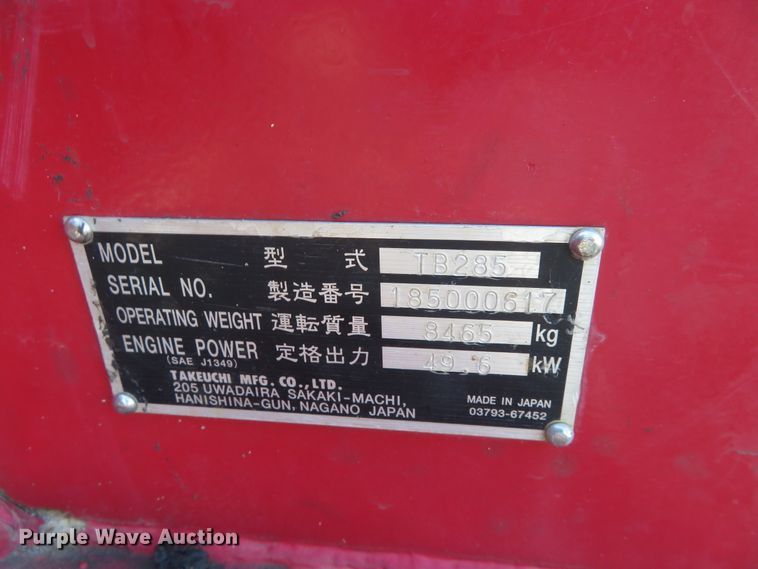 MODEL 型 式 TB285
SERIAL NO. 製造番号 185000617
OPERATING WEIGHT 運転質量 8465 kg
ENGINE POWER 定格出力 49.6 kW
(SAE J1349)
TAKEUCHI MFG. CO., LTD.
205 UWADAIRA SAKAKI-MACHI,
HANISHINA-GUN, NAGANO JAPAN
MADE IN JAPAN
03793-67452
Purple Wave Auction®